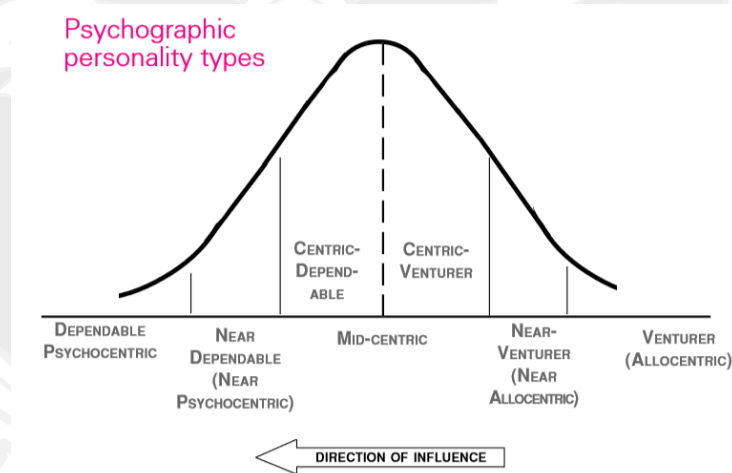 Psychographic
personality types
CENTRIC-
DEPEND-
ABLE
CENTRIC-
VENTURER
DEPENDABLE
PSYCHOCENTRIC
NEAR
DEPENDABLE
(NEAR
PSYCHOCENTRIC)
MID-CENTRIC
NEAR-
VENTURER
(NEAR
ALLOCENTRIC)
VENTURER
(ALLOCENTRIC)
DIRECTION OF INFLUENCE